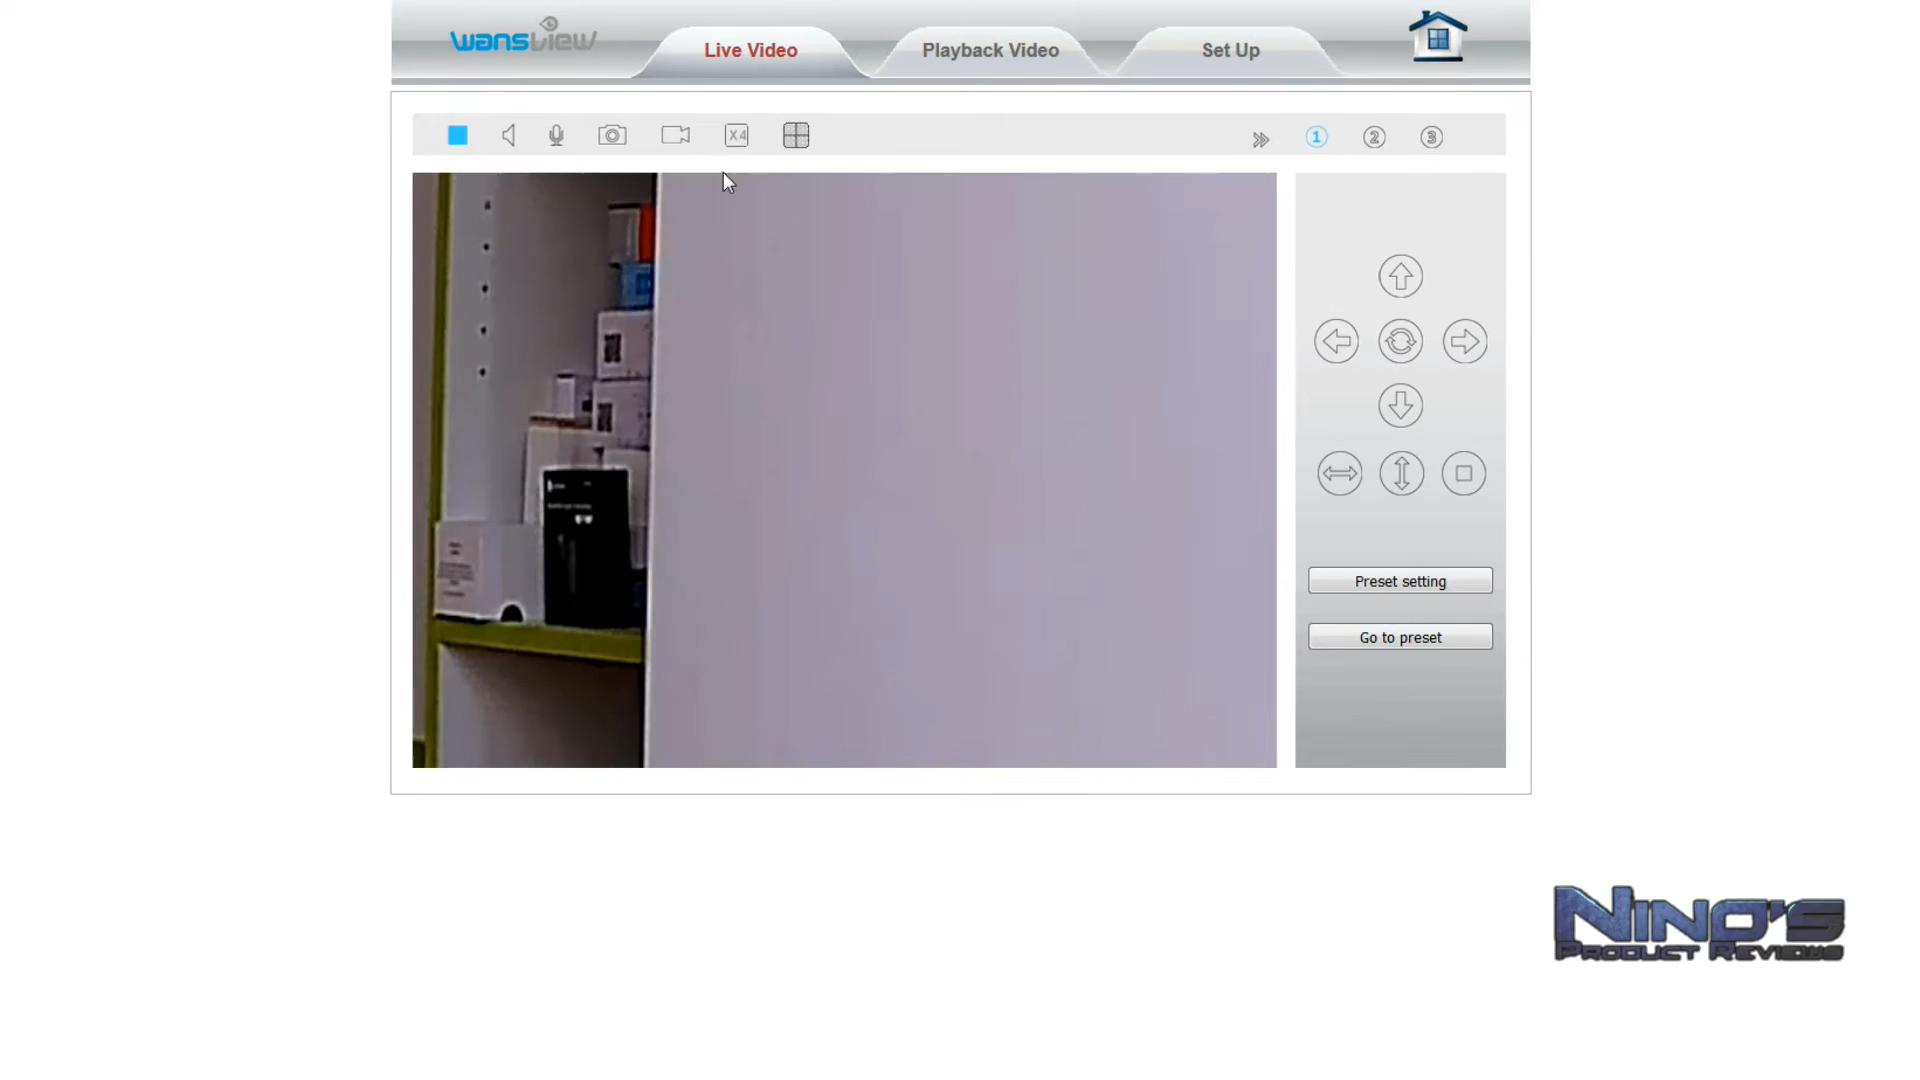 wansview
Live Video
Playback Video
Set Up
X4
1
2
3
Preset setting
Go to preset
NINO'S
PRODUCT REVIEWS